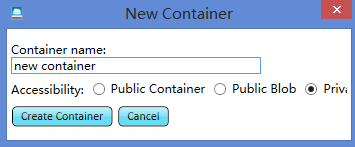 New Container
Container name:
new container
Accessibility: Public Container Public Blob Priva
Create Container Cancel